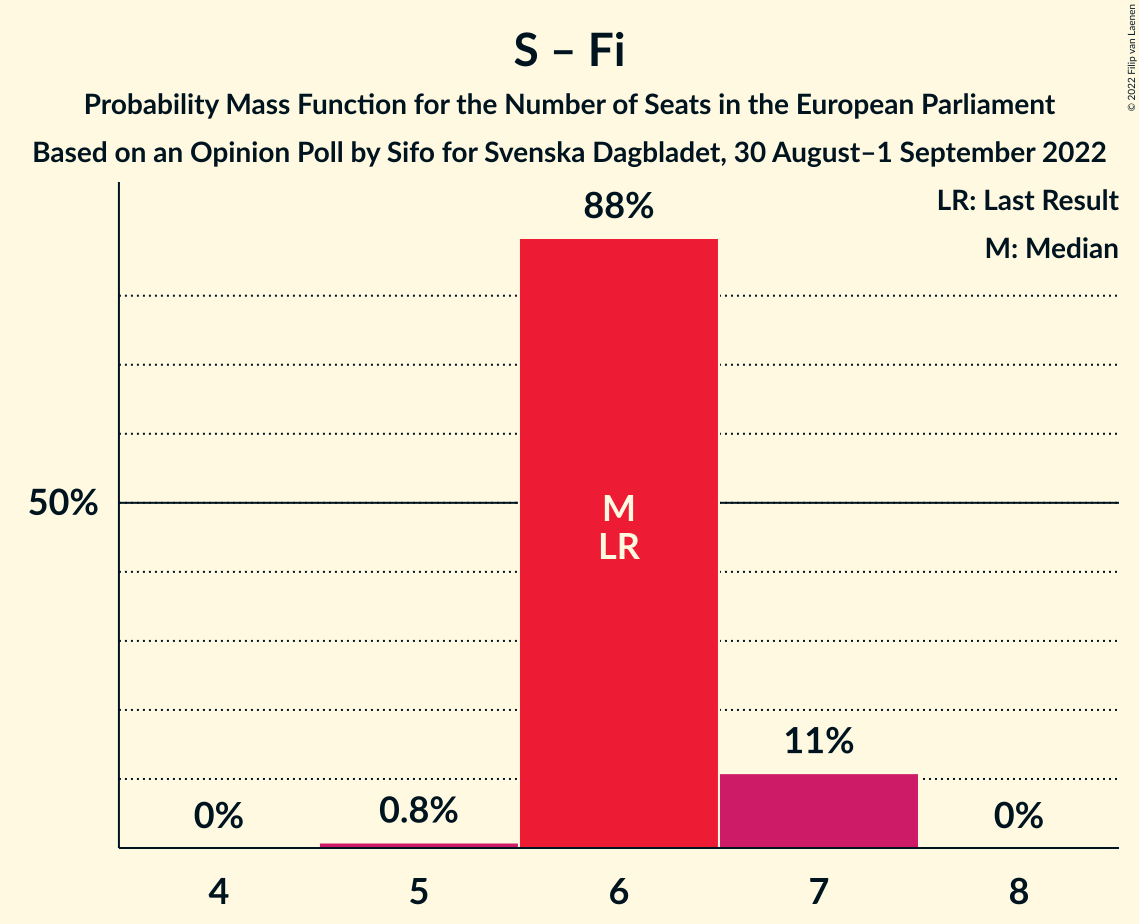 S – Fi
Probability Mass Function for the Number of Seats in the European Parliament
Based on an Opinion Poll by Sifo for Svenska Dagbladet, 30 August–1 September 2022
© 2022 Filip van Laenen
LR: Last Result
M: Median
88%
50%
M
LR
11%
0%
0.8%
0%
4
5
6
7
8